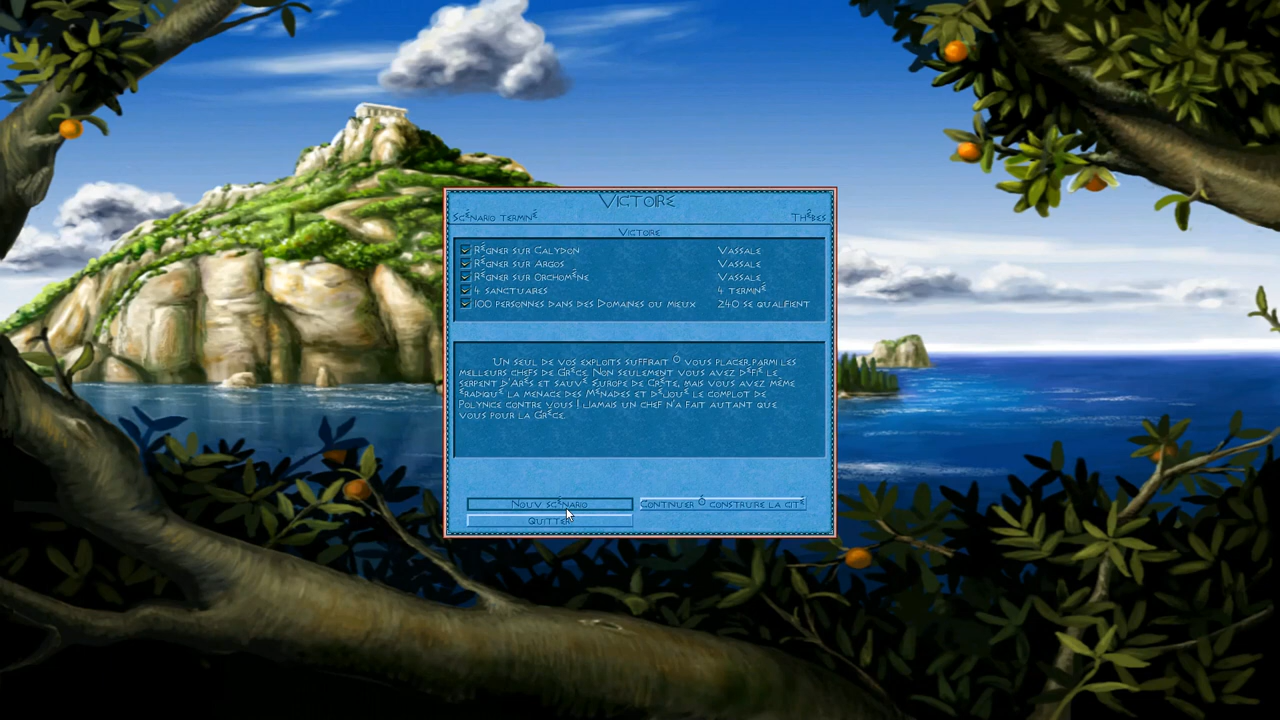 Victoire
Scénario terminé Thèbes
Victoire
Régner sur Calydon Vassale
Régner sur Argos Vassale
Régner sur Orchomène Vassale
4 sanctuaires 4 terminé
100 personnes dans des Domaines ou mieux 240 se qualifient
Un seul de vos exploits suffirait à vous placer parmi les
meilleurs chefs de Grèce. Non seulement vous avez défié le
serpent d'Arès et sauvé Europe de Crète, mais vous avez même
éradiqué la menace des Ménades et déjoué le complot de
Polynice contre vous ! Jamais un chef n'a fait autant que
vous pour la Grèce.
Nouv scénario Continuer à construire la cité
Quitter